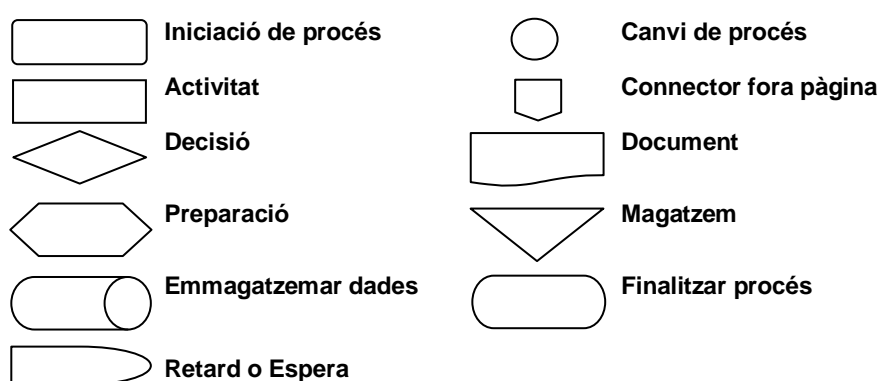 Iniciació de procés
Activitat
Decisió
Preparació
Emmagatzemar dades
Retard o Espera
Canvi de procés
Connector fora pàgina
Document
Magatzem
Finalitzar procés